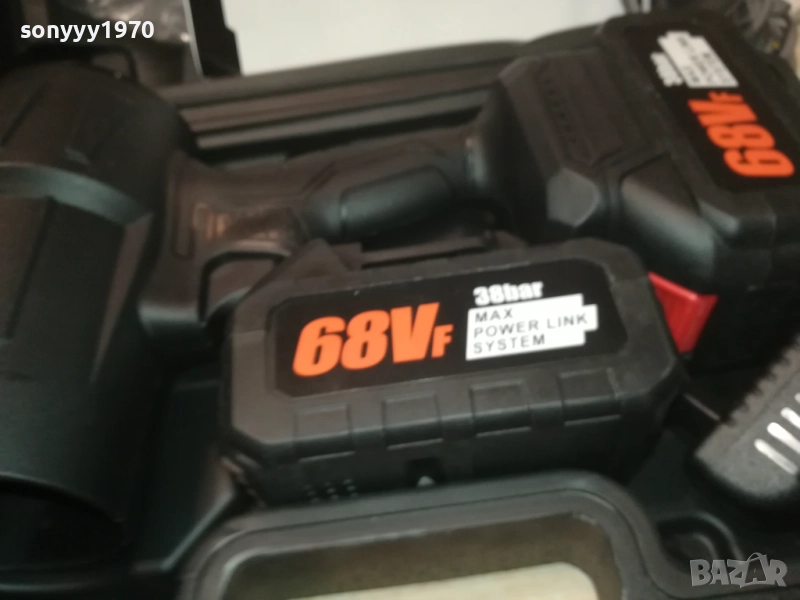 sonyyy1970
68VF
68VF
38bar
MAX
POWER LINK
SYSTEM
BAZAR